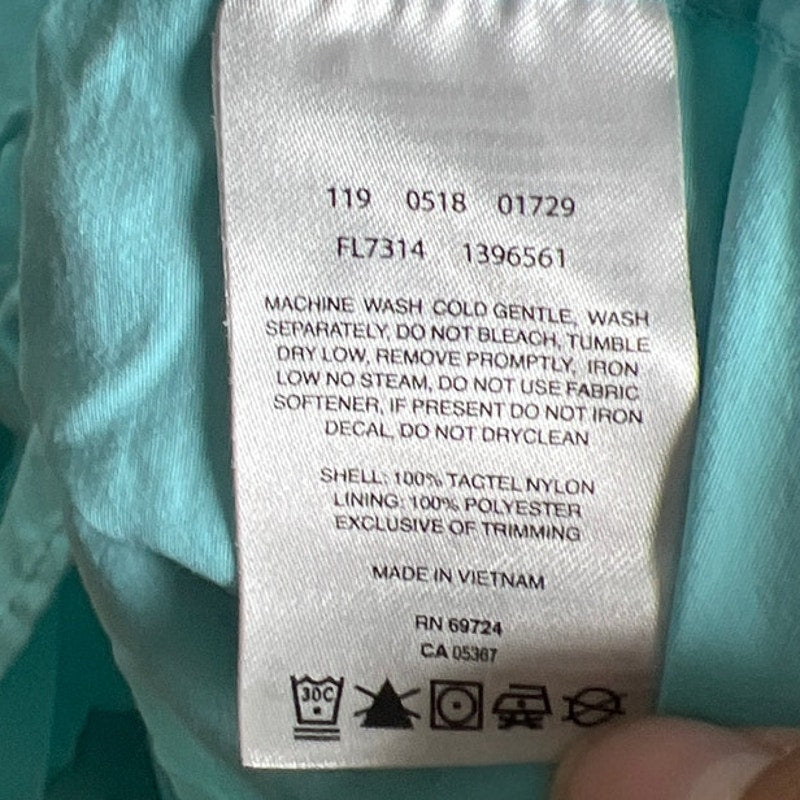 119 0518 01729
FL7314 1396561
MACHINE WASH COLD GENTLE, WASH
SEPARATELY, DO NOT BLEACH, TUMBLE
DRY LOW, REMOVE PROMPTLY, IRON
LOW NO STEAM, DO NOT USE FABRIC
SOFTENER, IF PRESENT DO NOT IRON
DECAL, DO NOT DRYCLEAN
SHELL: 100% TACTEL NYLON
LINING: 100% POLYESTER
EXCLUSIVE OF TRIMMING
MADE IN VIETNAM
RN 69724
CA 05367
30C